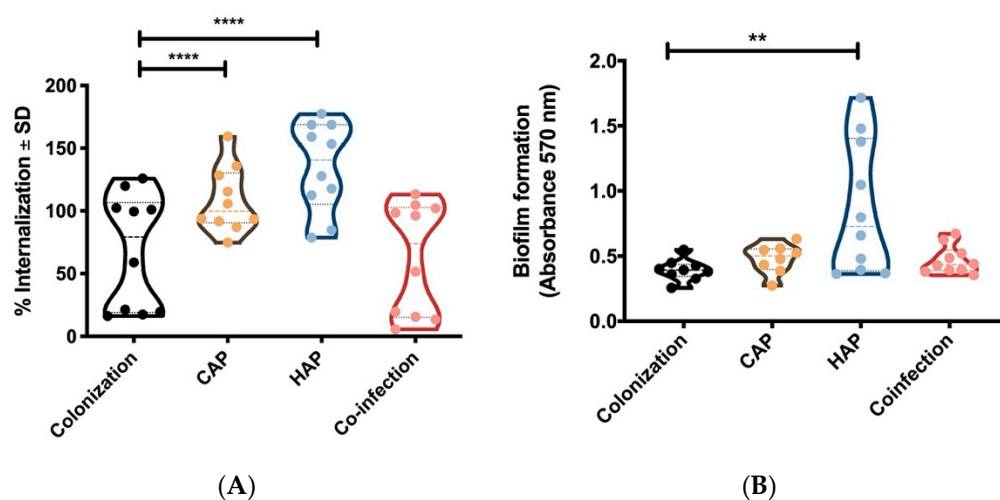 A
****
****
% Internalization ± SD
200
150
100
50
0
Colonization
CAP
HAP
Co-infection
(A)
B
**
Biofilm formation
(Absorbance 570 nm)
2.0
1.5
1.0
0.5
0.0
Colonization
CAP
HAP
Coinfection
(B)